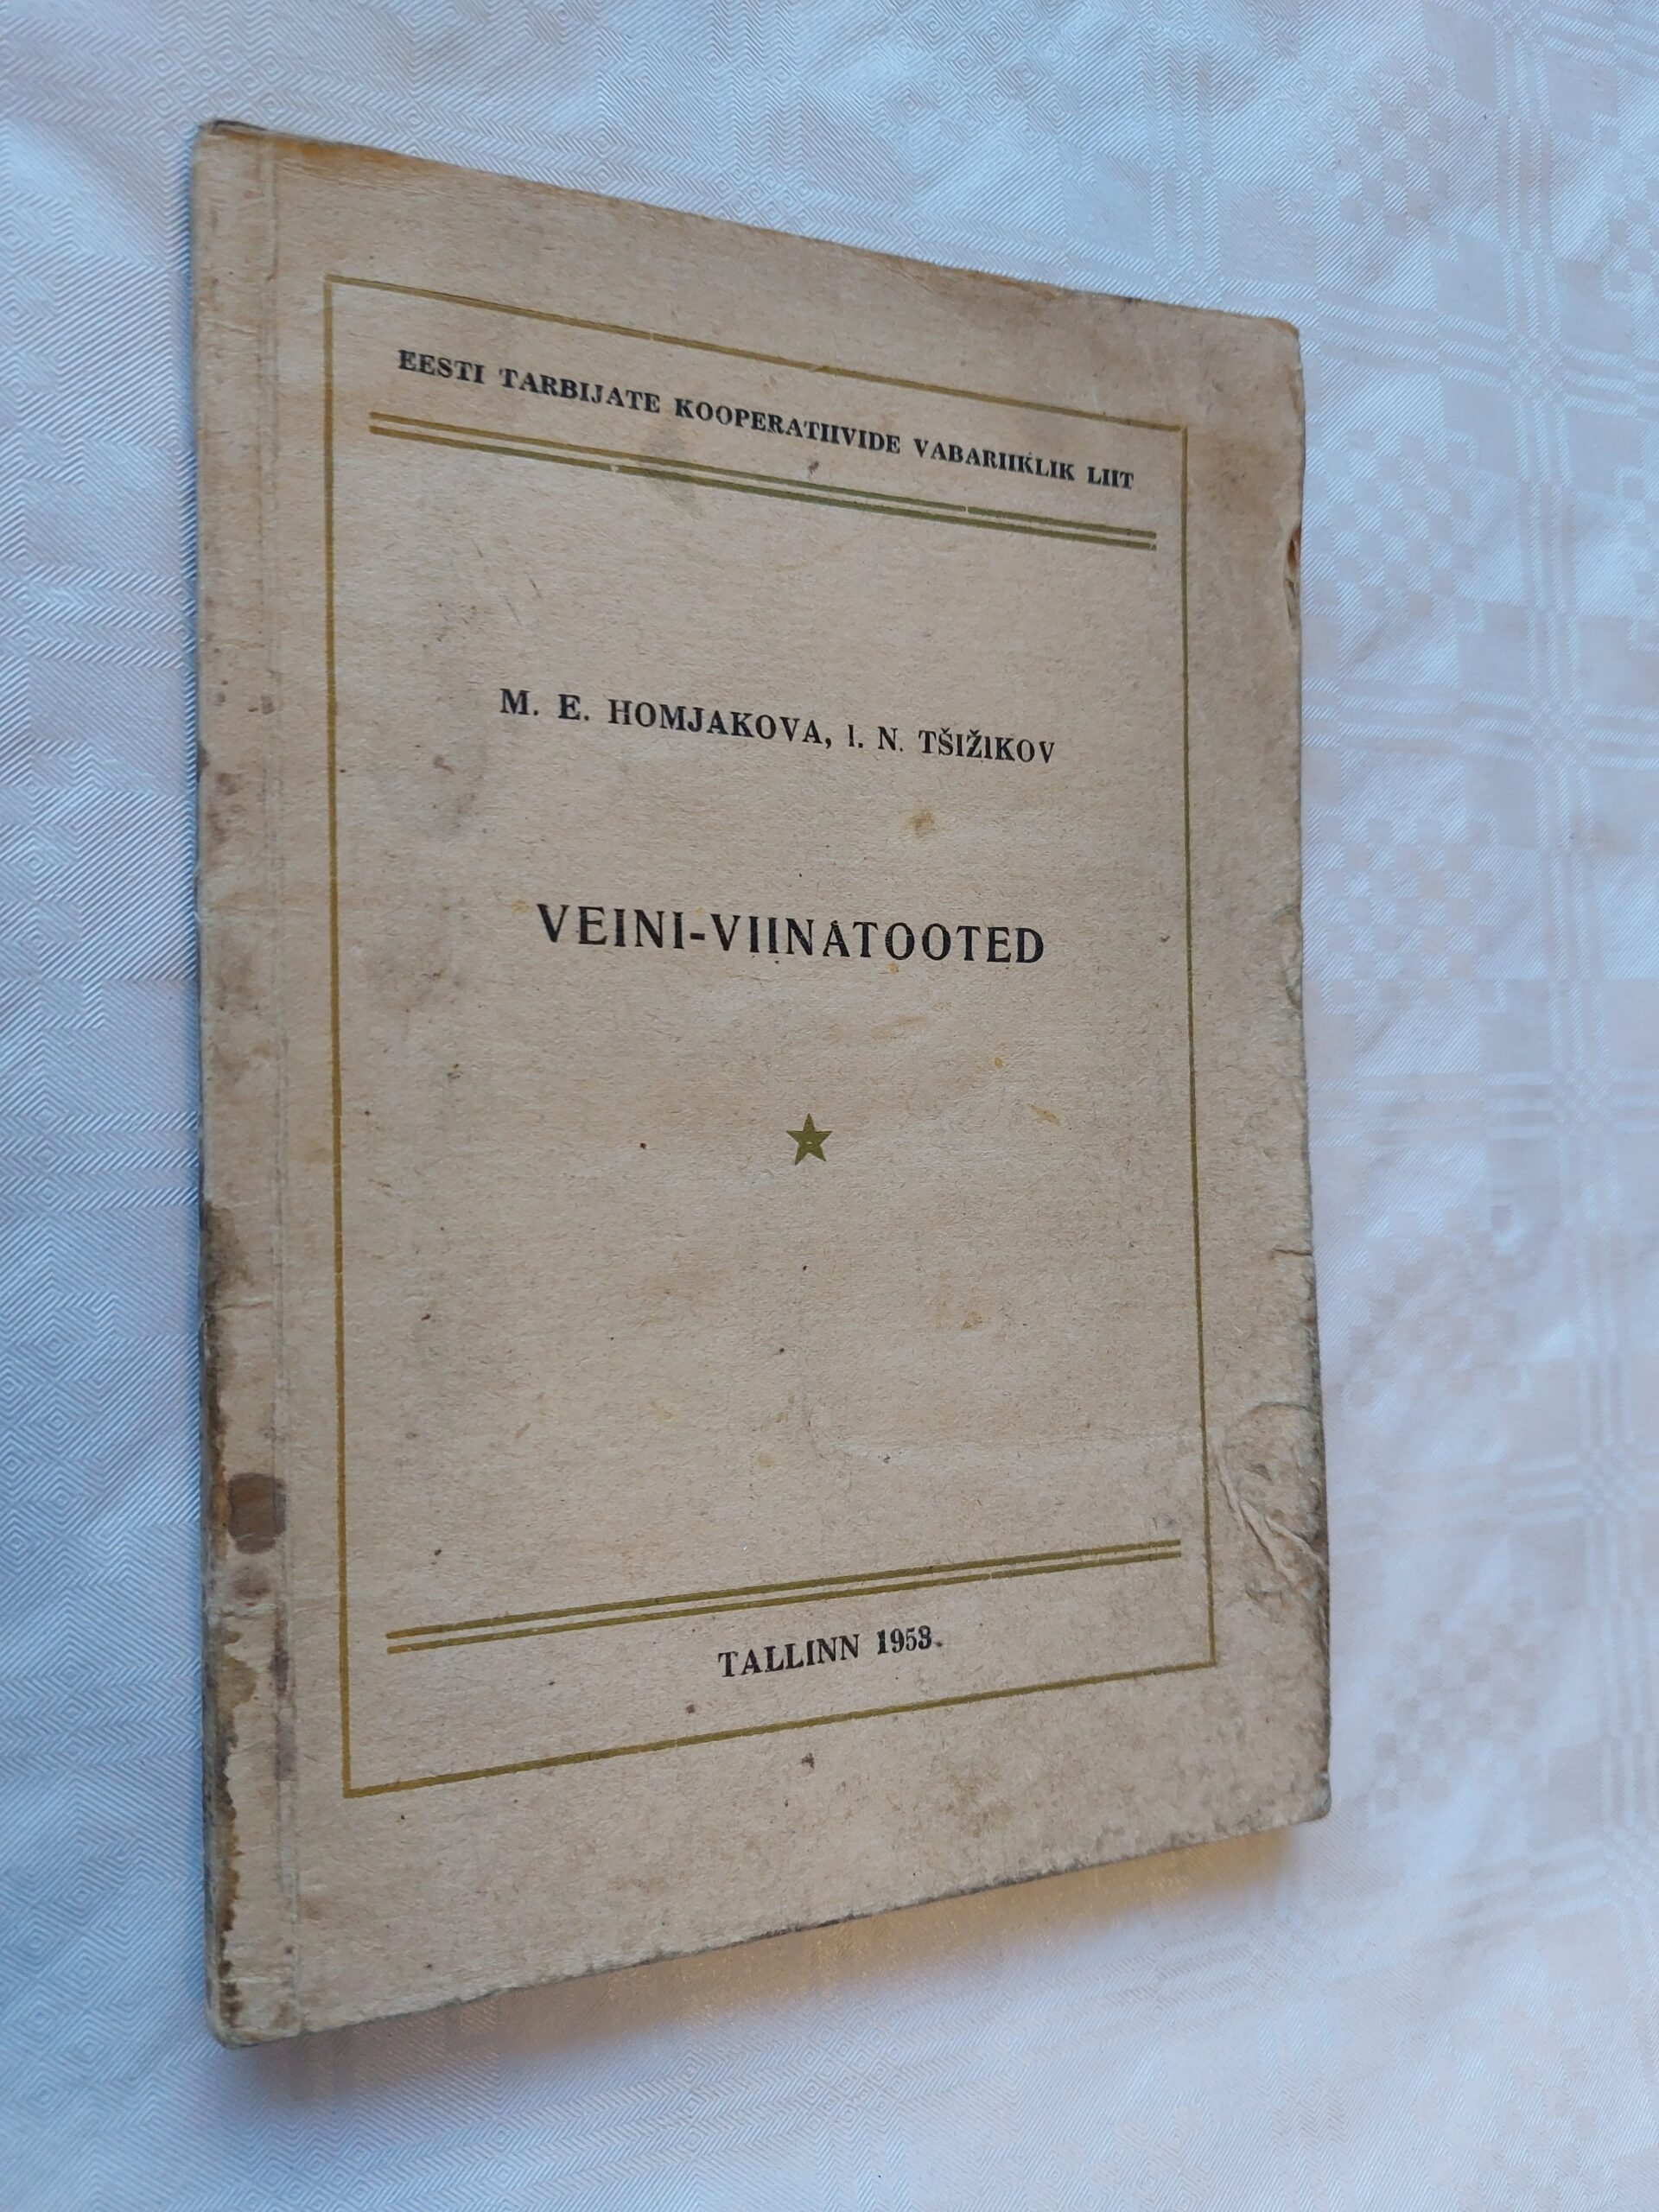 EESTI TARBIJATE KOOPERATIIVIDE VABARIIKLIK LIIT
M. E. HOMJAKOVA, I. N. TŠIŽIKOV
VEINI-VIINATOOTED
TALLINN 1953.